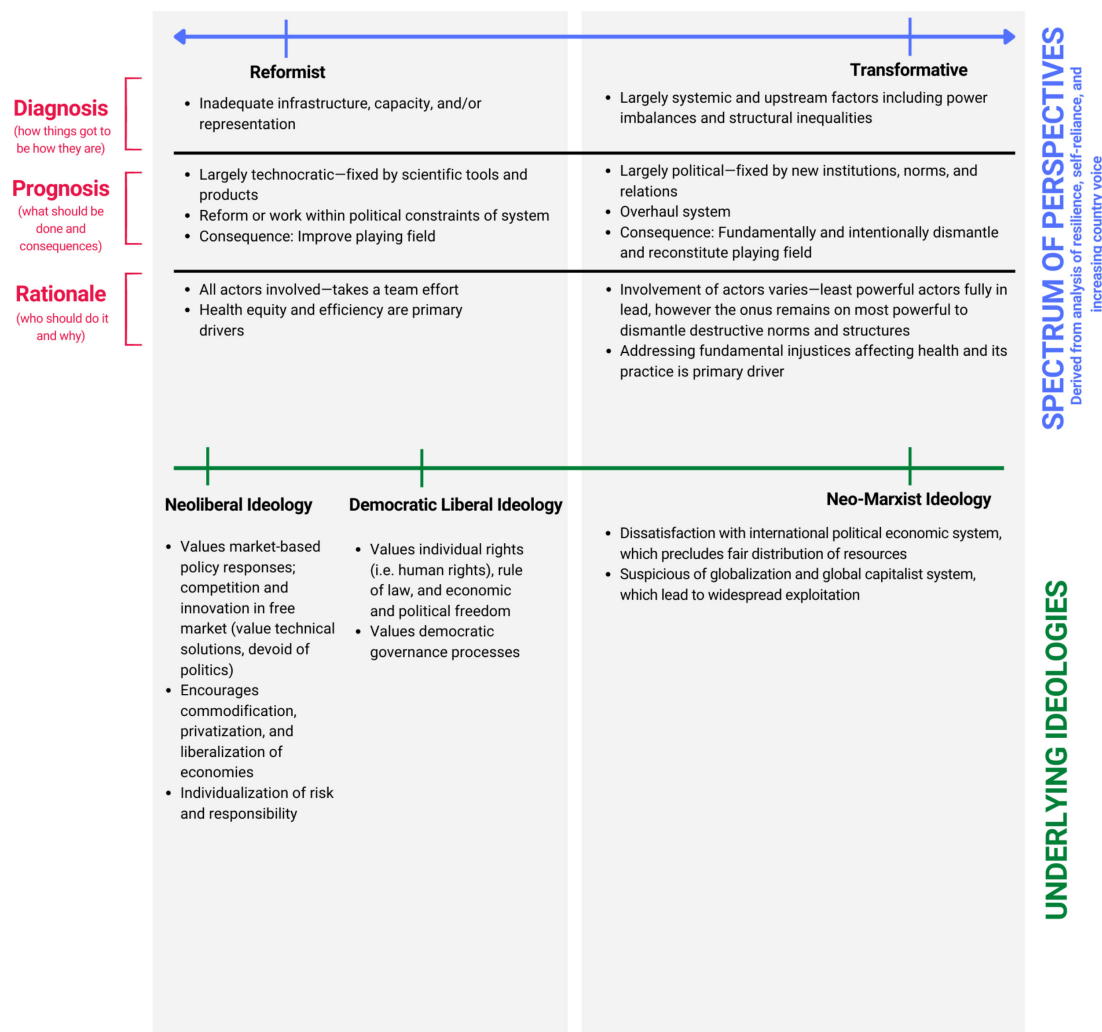 Reformist
Transformative
Diagnosis
(how things got to
be how they are)
• Inadequate infrastructure, capacity, and/or
representation
• Largely systemic and upstream factors including power
imbalances and structural inequalities
Prognosis
(what should be
done and
consequences)
• Largely technocratic—fixed by scientific tools and
products
• Reform or work within political constraints of system
• Consequence: Improve playing field
• Largely political—fixed by new institutions, norms, and
relations
• Overhaul system
• Consequence: Fundamentally and intentionally dismantle
and reconstitute playing field
Rationale
(who should do it
and why)
• All actors involved—takes a team effort
• Health equity and efficiency are primary
drivers
• Involvement of actors varies—least powerful actors fully in
lead, however the onus remains on most powerful to
dismantle destructive norms and structures
• Addressing fundamental injustices affecting health and its
practice is primary driver
SPECTRUM OF PERSPECTIVES
Derived from analysis of resilience, self-reliance, and
increasing country voice
Neoliberal Ideology
• Values market-based
policy responses;
competition and
innovation in free
market (value technical
solutions, devoid of
politics)
• Encourages
commodification,
privatization, and
liberalization of
economies
• Individualization of risk
and responsibility
Democratic Liberal Ideology
• Values individual rights
(i.e. human rights), rule
of law, and economic
and political freedom
• Values democratic
governance processes
Neo-Marxist Ideology
• Dissatisfaction with international political economic system,
which precludes fair distribution of resources
• Suspicious of globalization and global capitalist system,
which lead to widespread exploitation
UNDERLYING IDEOLOGIES